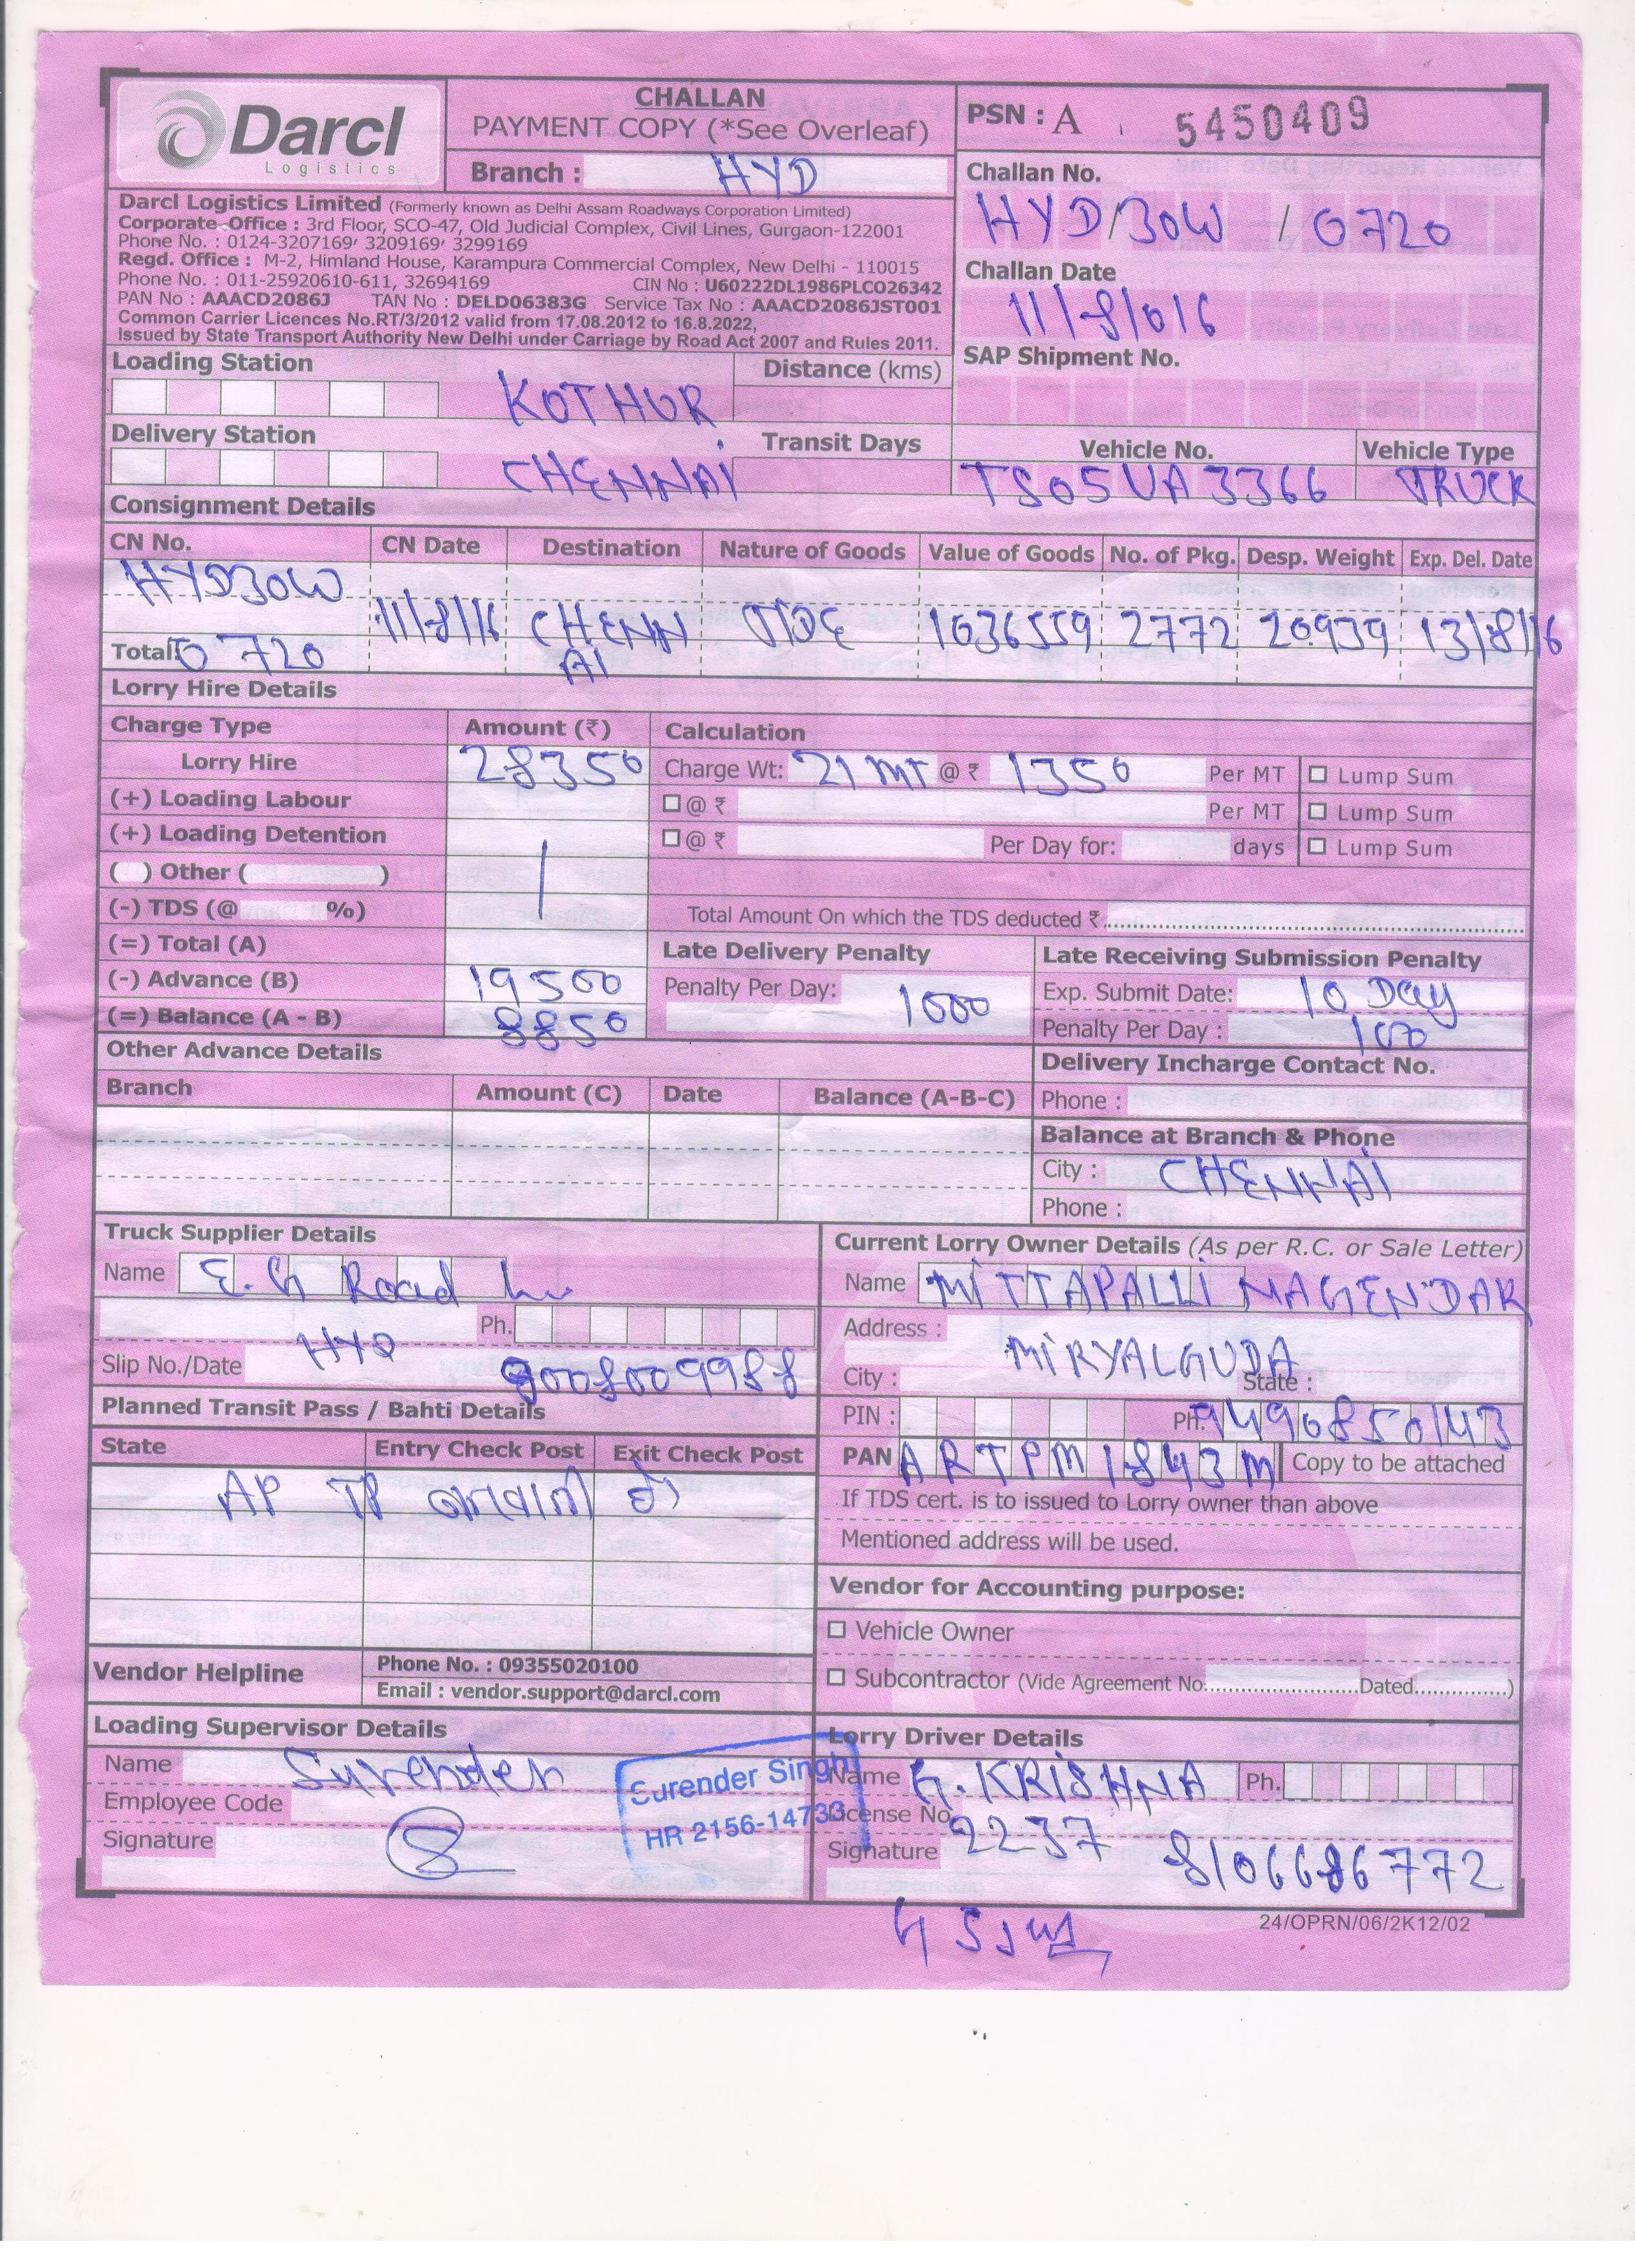 Darcl
Logistics
CHALLAN
PAYMENT COPY (*See Overleaf)
Branch : HYD
PSN : A 5450409
Challan No.
HYD/30W / 0720
Challan Date
11/8/016
SAP Shipment No.
Darcl Logistics Limited (Formerly known as Delhi Assam Roadways Corporation Limited)
Corporate Office : 3rd Floor, SCO-47, Old Judicial Complex, Civil Lines, Gurgaon-122001
Phone No. : 0124-3207169, 3209169, 3299169
Regd. Office : M-2, Himland House, Karampura Commercial Complex, New Delhi - 110015
Phone No. : 011-25920610-611, 32694169 CIN No : U60222DL1986PLCO26342
PAN No : AAACD2086J TAN No : DELD06383G Service Tax No : AAACD2086JST001
Common Carrier Licences No.RT/3/2012 valid from 17.08.2012 to 16.8.2022,
Issued by State Transport Authority New Delhi under Carriage by Road Act 2007 and Rules 2011.
Loading Station KOTHUR Distance (kms)
Delivery Station CHENNAI Transit Days
Vehicle No. Vehicle Type
TS05UA3366 TRUCK
Consignment Details
CN No. CN Date Destination Nature of Goods Value of Goods No. of Pkg. Desp. Weight Exp. Del. Date
HYD30W
11/8/16 CHENN 1036559 2772 20939 13/8/16
Total 0720 AI
Lorry Hire Details
Charge Type Amount (₹) Calculation
Lorry Hire 28350 Charge Wt: 21 MT @ ₹ 1350 Per MT ☐ Lump Sum
(+) Loading Labour ☐ @ ₹ Per MT ☐ Lump Sum
(+) Loading Detention ☐ @ ₹ Per Day for: days ☐ Lump Sum
( ) Other ( )
(-) TDS (@ %) Total Amount On which the TDS deducted ₹
(=) Total (A) Late Delivery Penalty Late Receiving Submission Penalty
(-) Advance (B) 19500 Penalty Per Day: 1000 Exp. Submit Date: 10 Day
(=) Balance (A - B) 8850 Penalty Per Day : 100
Other Advance Details Delivery Incharge Contact No.
Branch Amount (C) Date Balance (A-B-C) Phone :
Balance at Branch & Phone
City : CHENNAI
Phone :
Truck Supplier Details
Name E.G Road
Ph.
HYD
Slip No./Date 9008009988
Current Lorry Owner Details (As per R.C. or Sale Letter)
Name MITTAPALLI NAGENDAR
Address :
MIRYALGUDA
City : State :
PIN : Ph. 9490850143
PAN ARTPM1843M Copy to be attached
If TDS cert. is to issued to Lorry owner than above
Mentioned address will be used.
Planned Transit Pass / Bahti Details
State Entry Check Post Exit Check Post
AP TP है
Vendor for Accounting purpose:
☐ Vehicle Owner
☐ Subcontractor (Vide Agreement No. Dated )
Vendor Helpline Phone No. : 09355020100
Email : vendor.support@darcl.com
Loading Supervisor Details
Name Surender
Employee Code
Signature
Surender Singh
HR 2156-14733
Lorry Driver Details
Name G.KRISHNA Ph.
License No. 2237
Signature 8106686772
24/OPRN/06/2K12/02